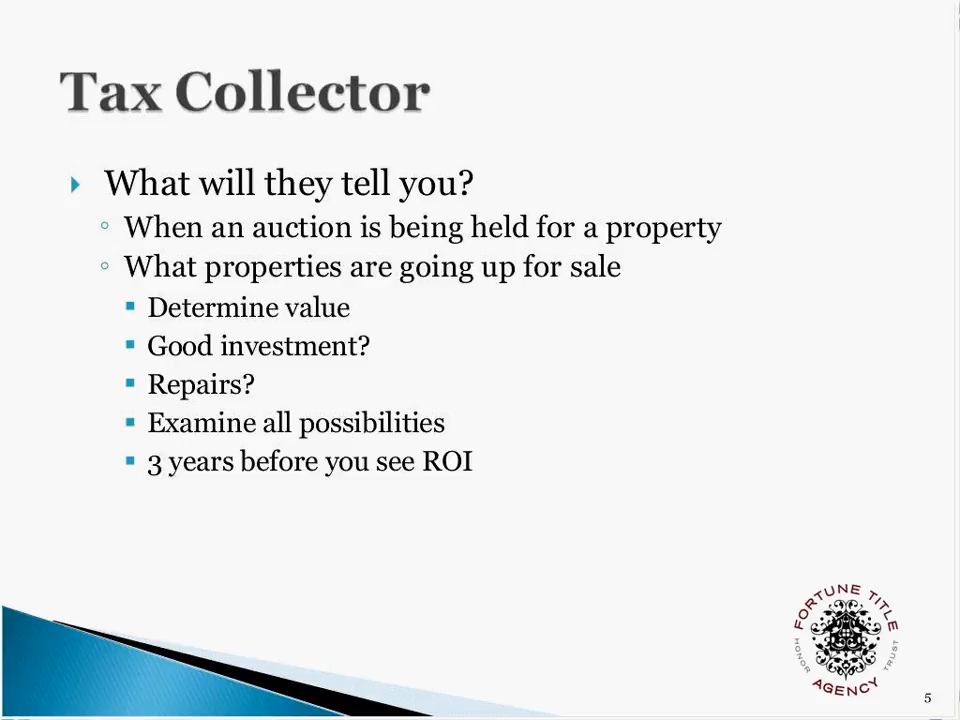 Tax Collector
What will they tell you?
When an auction is being held for a property
What properties are going up for sale
Determine value
Good investment?
Repairs?
Examine all possibilities
3 years before you see ROI
FORTUNE TITLE
HONOR
TRUST
AGENCY
5